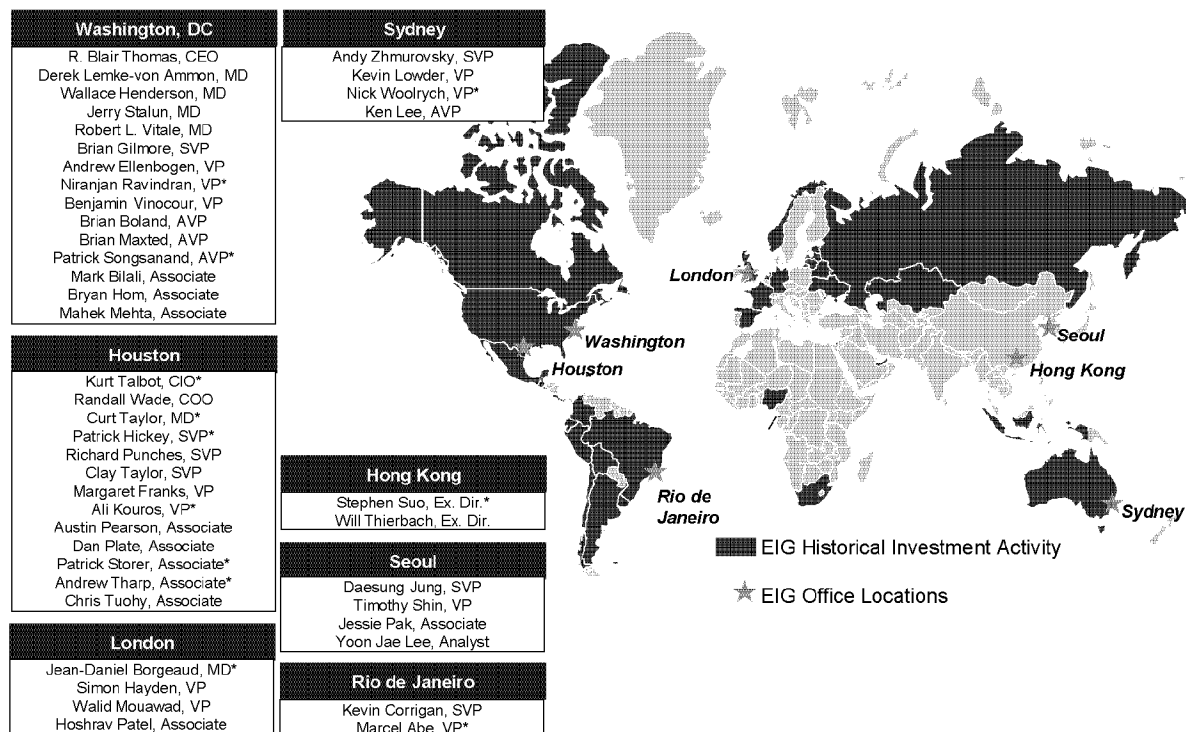 Washington, DC
R. Blair Thomas, CEO
Derek Lemke-von Ammon, MD
Wallace Henderson, MD
Jerry Stalun, MD
Robert L. Vitale, MD
Brian Gilmore, SVP
Andrew Ellenbogen, VP
Niranjan Ravindran, VP*
Benjamin Vinocour, VP
Brian Boland, AVP
Brian Maxted, AVP
Patrick Songsanand, AVP*
Mark Bilali, Associate
Bryan Hom, Associate
Mahek Mehta, Associate
Houston
Kurt Talbot, CIO*
Randall Wade, COO
Curt Taylor, MD*
Patrick Hickey, SVP*
Richard Punches, SVP
Clay Taylor, SVP
Margaret Franks, VP
Ali Kouros, VP*
Austin Pearson, Associate
Dan Plate, Associate
Patrick Storer, Associate*
Andrew Tharp, Associate*
Chris Tuohy, Associate
London
Jean-Daniel Borgeaud, MD*
Simon Hayden, VP
Walid Mouawad, VP
Hoshrav Patel, Associate
Sydney
Andy Zhmurovsky, SVP
Kevin Lowder, VP
Nick Woolrych, VP*
Ken Lee, AVP
Hong Kong
Stephen Suo, Ex. Dir.*
Will Thierbach, Ex. Dir.
Seoul
Daesung Jung, SVP
Timothy Shin, VP
Jessie Pak, Associate
Yoon Jae Lee, Analyst
Rio de Janeiro
Kevin Corrigan, SVP
Marcel Abe, VP*
London
Washington
Houston
Seoul
Hong Kong
Rio de
Janeiro
Sydney
EIG Historical Investment Activity
EIG Office Locations